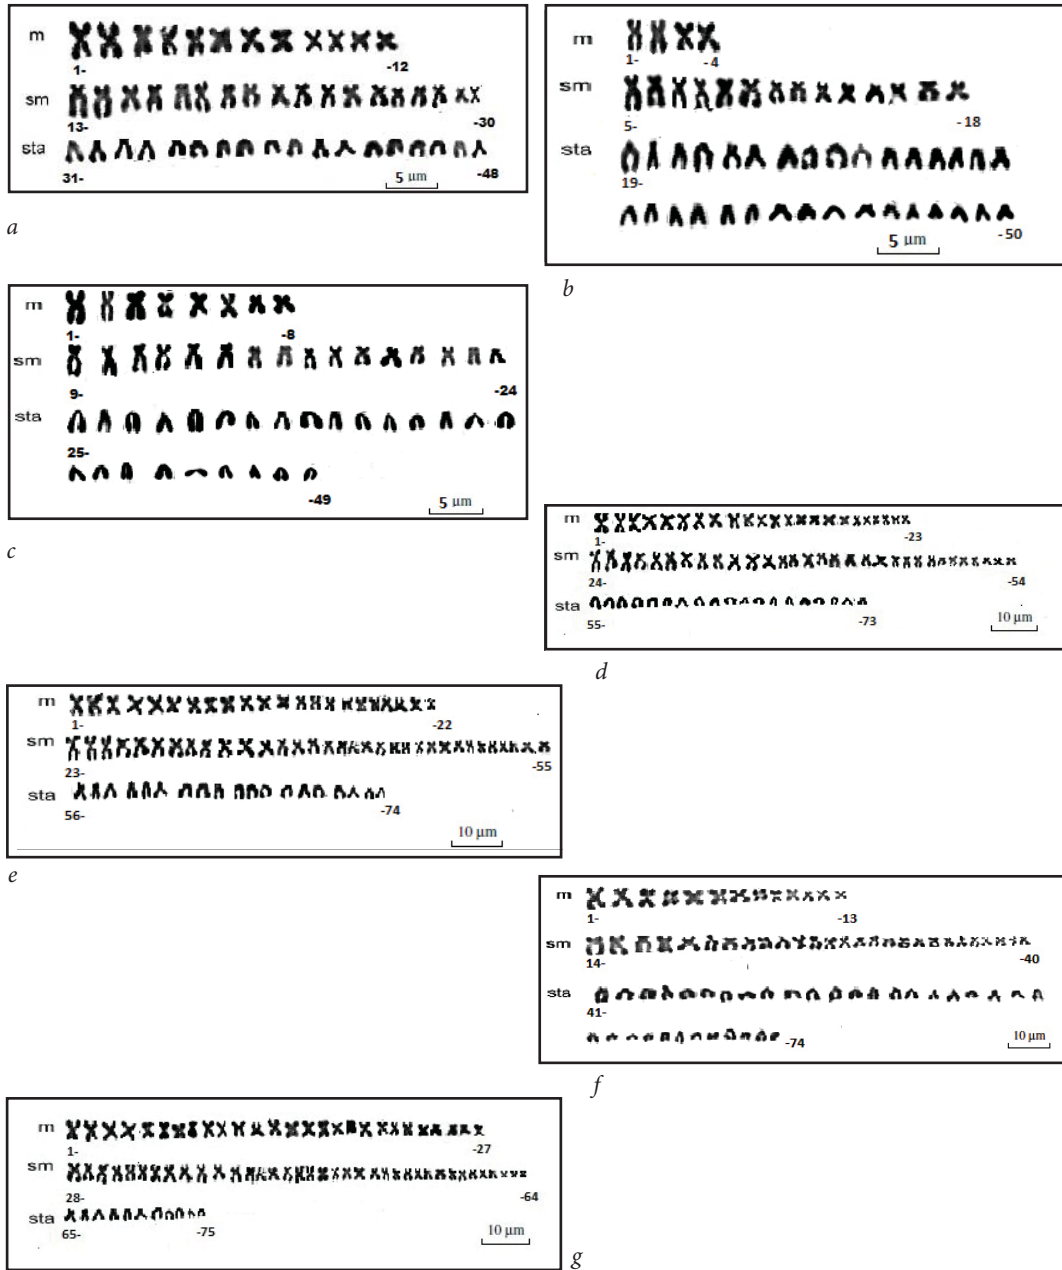 m
1-
-12
sm
13-
-30
sta
31-
-48
5 μm
a
m
1-
-4
sm
5-
-18
sta
19-
-50
5 μm
b
m
1-
-8
sm
9-
-24
sta
25-
-49
5 μm
c
m
1-
-23
sm
24-
-54
sta
55-
-73
10 μm
d
m
1-
-22
sm
23-
-55
sta
56-
-74
10 μm
e
m
1-
-13
sm
14-
-40
sta
41-
-74
10 μm
f
m
1-
-27
sm
28-
-64
sta
65-
-75
10 μm
g